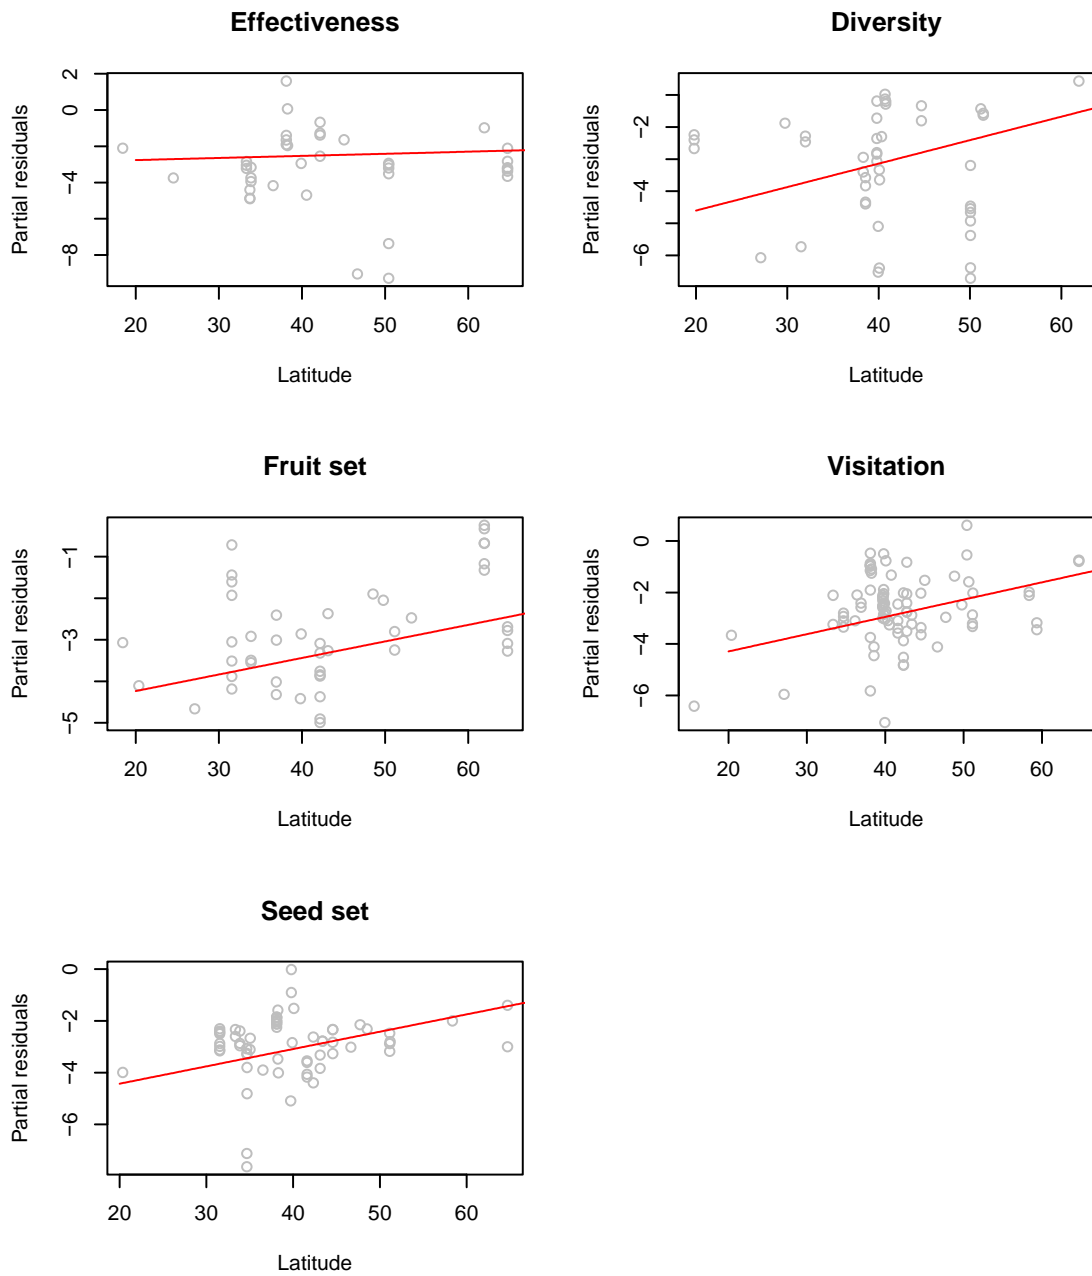 Effectiveness
Partial residuals
2
0
−4
−8
20 30 40 50 60
Latitude
Diversity
Partial residuals
−2
−4
−6
20 30 40 50 60
Latitude
Fruit set
Partial residuals
−1
−3
−5
20 30 40 50 60
Latitude
Visitation
Partial residuals
0
−2
−4
−6
20 30 40 50 60
Latitude
Seed set
Partial residuals
0
−2
−4
−6
20 30 40 50 60
Latitude